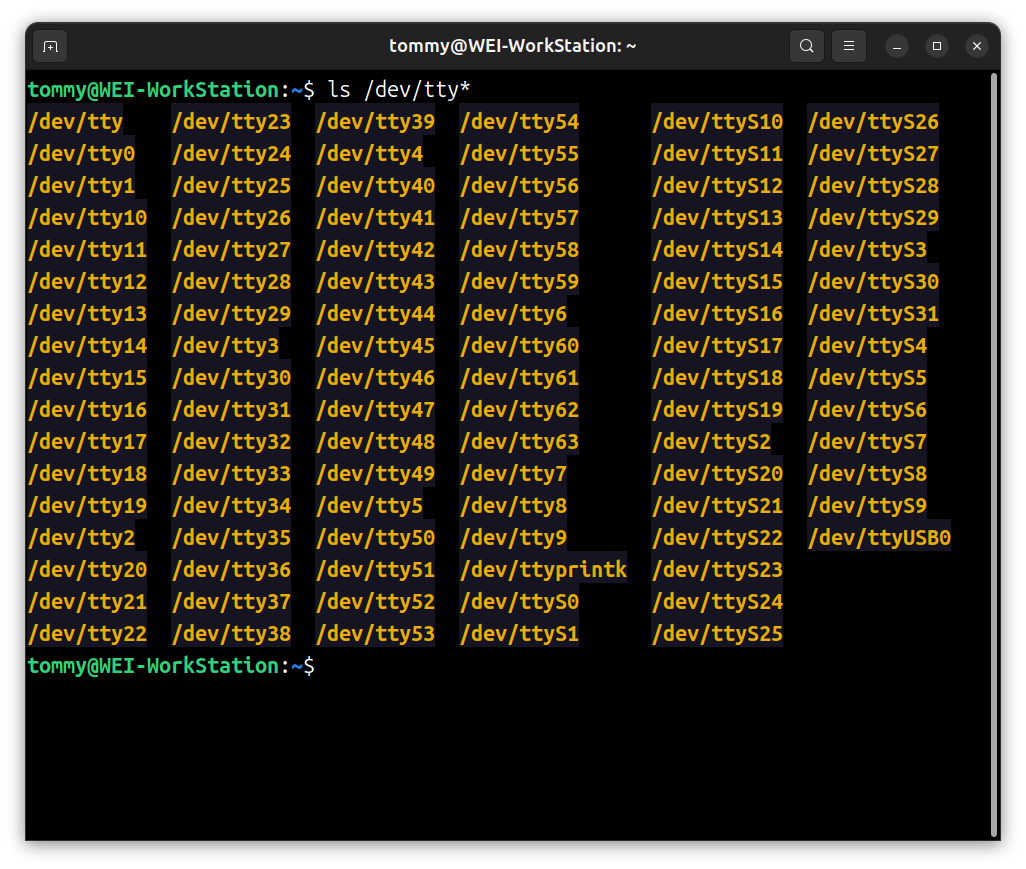 tommy@WEI-WorkStation: ~
tommy@WEI-WorkStation:~$ ls /dev/tty*
/dev/tty /dev/tty23 /dev/tty39 /dev/tty54 /dev/ttyS10 /dev/ttyS26
/dev/tty0 /dev/tty24 /dev/tty4 /dev/tty55 /dev/ttyS11 /dev/ttyS27
/dev/tty1 /dev/tty25 /dev/tty40 /dev/tty56 /dev/ttyS12 /dev/ttyS28
/dev/tty10 /dev/tty26 /dev/tty41 /dev/tty57 /dev/ttyS13 /dev/ttyS29
/dev/tty11 /dev/tty27 /dev/tty42 /dev/tty58 /dev/ttyS14 /dev/ttyS3
/dev/tty12 /dev/tty28 /dev/tty43 /dev/tty59 /dev/ttyS15 /dev/ttyS30
/dev/tty13 /dev/tty29 /dev/tty44 /dev/tty6 /dev/ttyS16 /dev/ttyS31
/dev/tty14 /dev/tty3 /dev/tty45 /dev/tty60 /dev/ttyS17 /dev/ttyS4
/dev/tty15 /dev/tty30 /dev/tty46 /dev/tty61 /dev/ttyS18 /dev/ttyS5
/dev/tty16 /dev/tty31 /dev/tty47 /dev/tty62 /dev/ttyS19 /dev/ttyS6
/dev/tty17 /dev/tty32 /dev/tty48 /dev/tty63 /dev/ttyS2 /dev/ttyS7
/dev/tty18 /dev/tty33 /dev/tty49 /dev/tty7 /dev/ttyS20 /dev/ttyS8
/dev/tty19 /dev/tty34 /dev/tty5 /dev/tty8 /dev/ttyS21 /dev/ttyS9
/dev/tty2 /dev/tty35 /dev/tty50 /dev/tty9 /dev/ttyS22 /dev/ttyUSB0
/dev/tty20 /dev/tty36 /dev/tty51 /dev/ttyprintk /dev/ttyS23
/dev/tty21 /dev/tty37 /dev/tty52 /dev/ttyS0 /dev/ttyS24
/dev/tty22 /dev/tty38 /dev/tty53 /dev/ttyS1 /dev/ttyS25
tommy@WEI-WorkStation:~$